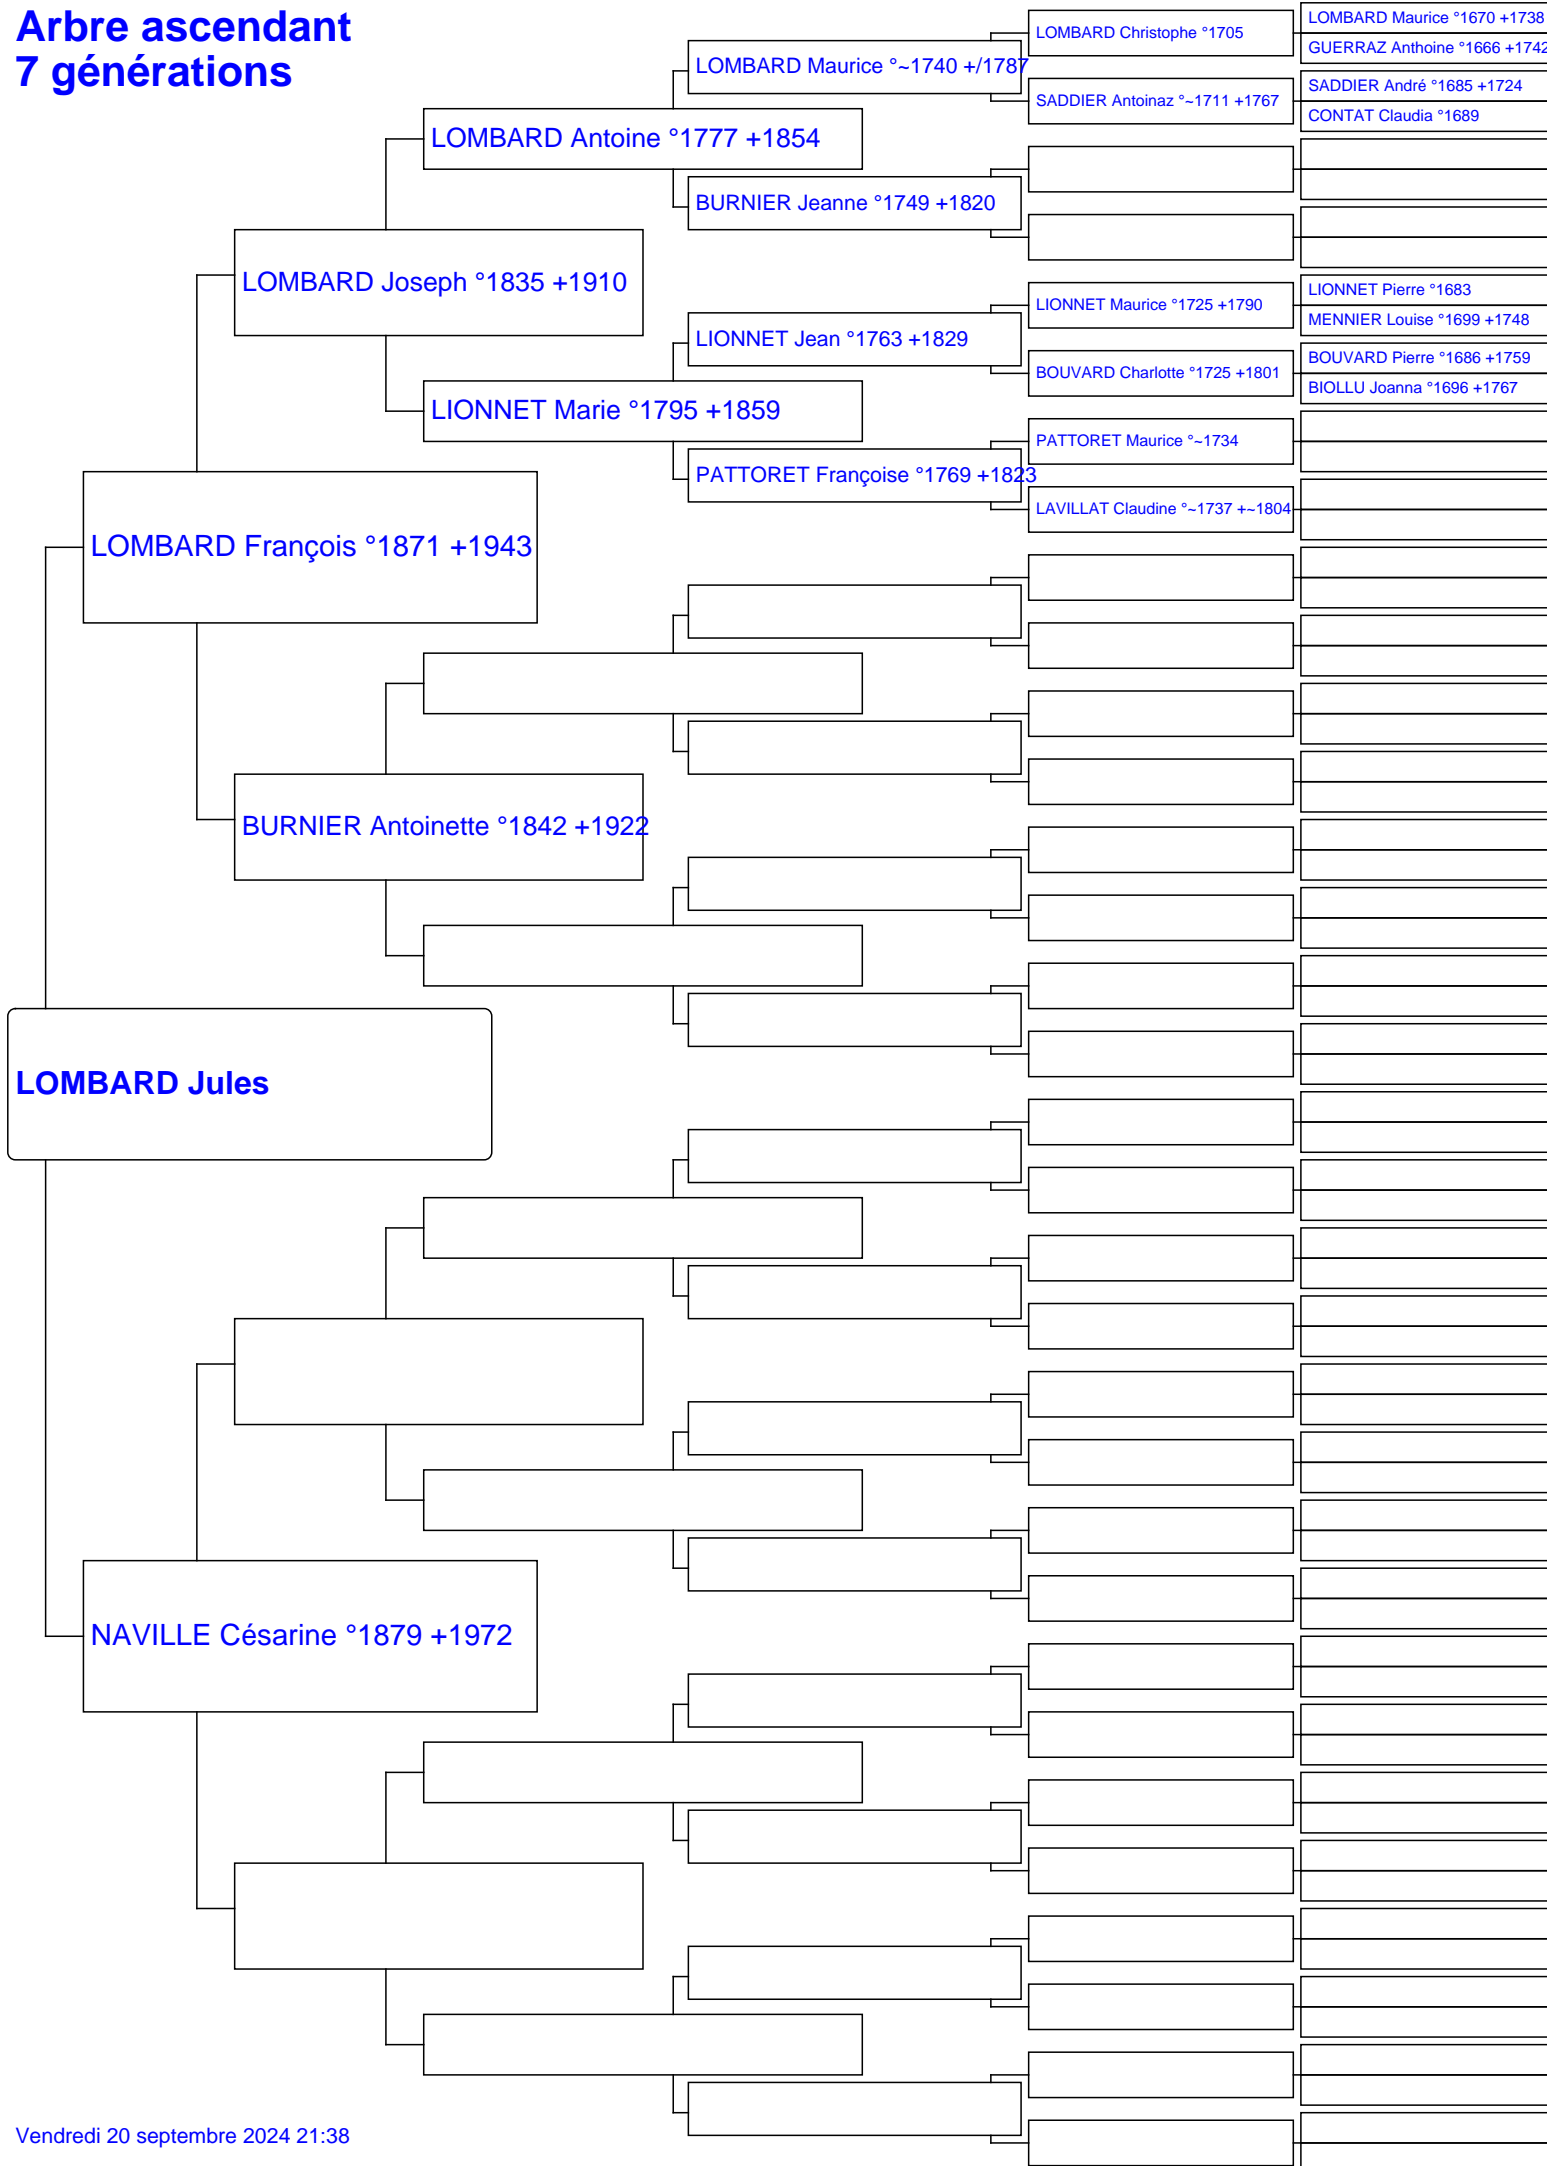 Arbre ascendant
7 générations
LOMBARD Jules
LOMBARD François °1871 +1943
NAVILLE Césarine °1879 +1972
LOMBARD Joseph °1835 +1910
BURNIER Antoinette °1842 +1922
LOMBARD Antoine °1777 +1854
LIONNET Marie °1795 +1859
LOMBARD Maurice °~1740 +/1787
BURNIER Jeanne °1749 +1820
LIONNET Jean °1763 +1829
PATTORET Françoise °1769 +1823
LOMBARD Christophe °1705
SADDIER Antoinaz °~1711 +1767
LIONNET Maurice °1725 +1790
BOUVARD Charlotte °1725 +1801
PATTORET Maurice °~1734
LAVILLAT Claudine °~1737 +~1804
LOMBARD Maurice °1670 +1738
GUERRAZ Anthoine °1666 +1742
SADDIER André °1685 +1724
CONTAT Claudia °1689
LIONNET Pierre °1683
MENNIER Louise °1699 +1748
BOUVARD Pierre °1686 +1759
BIOLLU Joanna °1696 +1767
Vendredi 20 septembre 2024 21:38